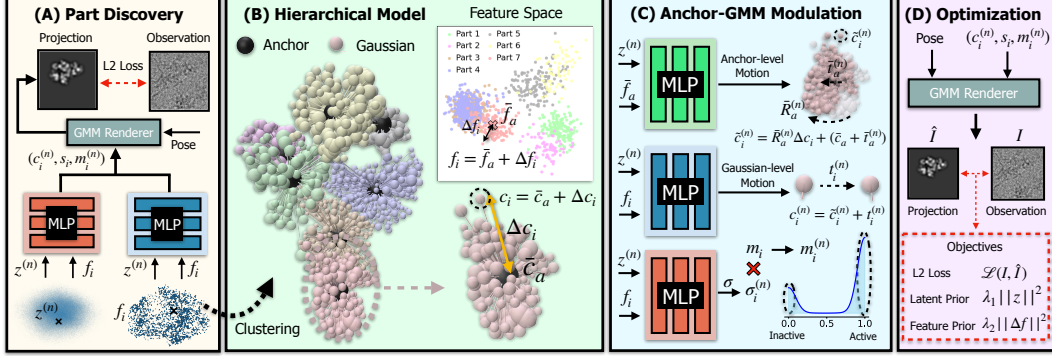 (A) Part Discovery
Projection
Observation
L2 Loss
GMM Renderer
Pose
(c_i^{(n)}, s_i, m_i^{(n)})
MLP
MLP
z^{(n)}
f_i
z^{(n)}
f_i
z^{(n)}
f_i
(B) Hierarchical Model
Anchor
Gaussian
Feature Space
Part 1
Part 2
Part 3
Part 4
Part 5
Part 6
Part 7
Δf_i
f̄_a
f_i = f̄_a + Δf_i
c_i = c̄_a + Δc_i
Δc_i
c̄_a
Clustering
(C) Anchor-GMM Modulation
z^{(n)}
f̄_a
MLP
Anchor-level
Motion
c̃_i^{(n)}
t̄_a^{(n)}
R̄_a^{(n)}
c̃_i^{(n)} = R̄_a^{(n)} Δc_i + (c̄_a + t̄_a^{(n)})
z^{(n)}
f_i
MLP
Gaussian-level
Motion
t_i^{(n)}
c_i^{(n)} = c̃_i^{(n)} + t_i^{(n)}
z^{(n)}
f_i
MLP
m_i
m_i^{(n)}
σ
σ_i^{(n)}
0.0
0.5
1.0
Inactive
Active
(D) Optimization
Pose
(c_i^{(n)}, s_i, m_i^{(n)})
GMM Renderer
Î
I
Projection
Observation
Objectives
L2 Loss ℒ(I, Î)
Latent Prior λ_1||z||^2
Feature Prior λ_2||Δf||^2